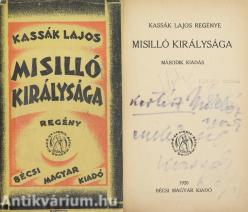 KASSÁK LAJOS
MISILLÓ
KIRÁLYSÁGA
REGÉNY
BÉCSI MAGYAR KIADÓ
Antikvárium.hu
KASSÁK LAJOS REGÉNYE
MISILLÓ KIRÁLYSÁGA
MÁSODIK KIADÁS
1920
BÉCSI MAGYAR KIADÓ